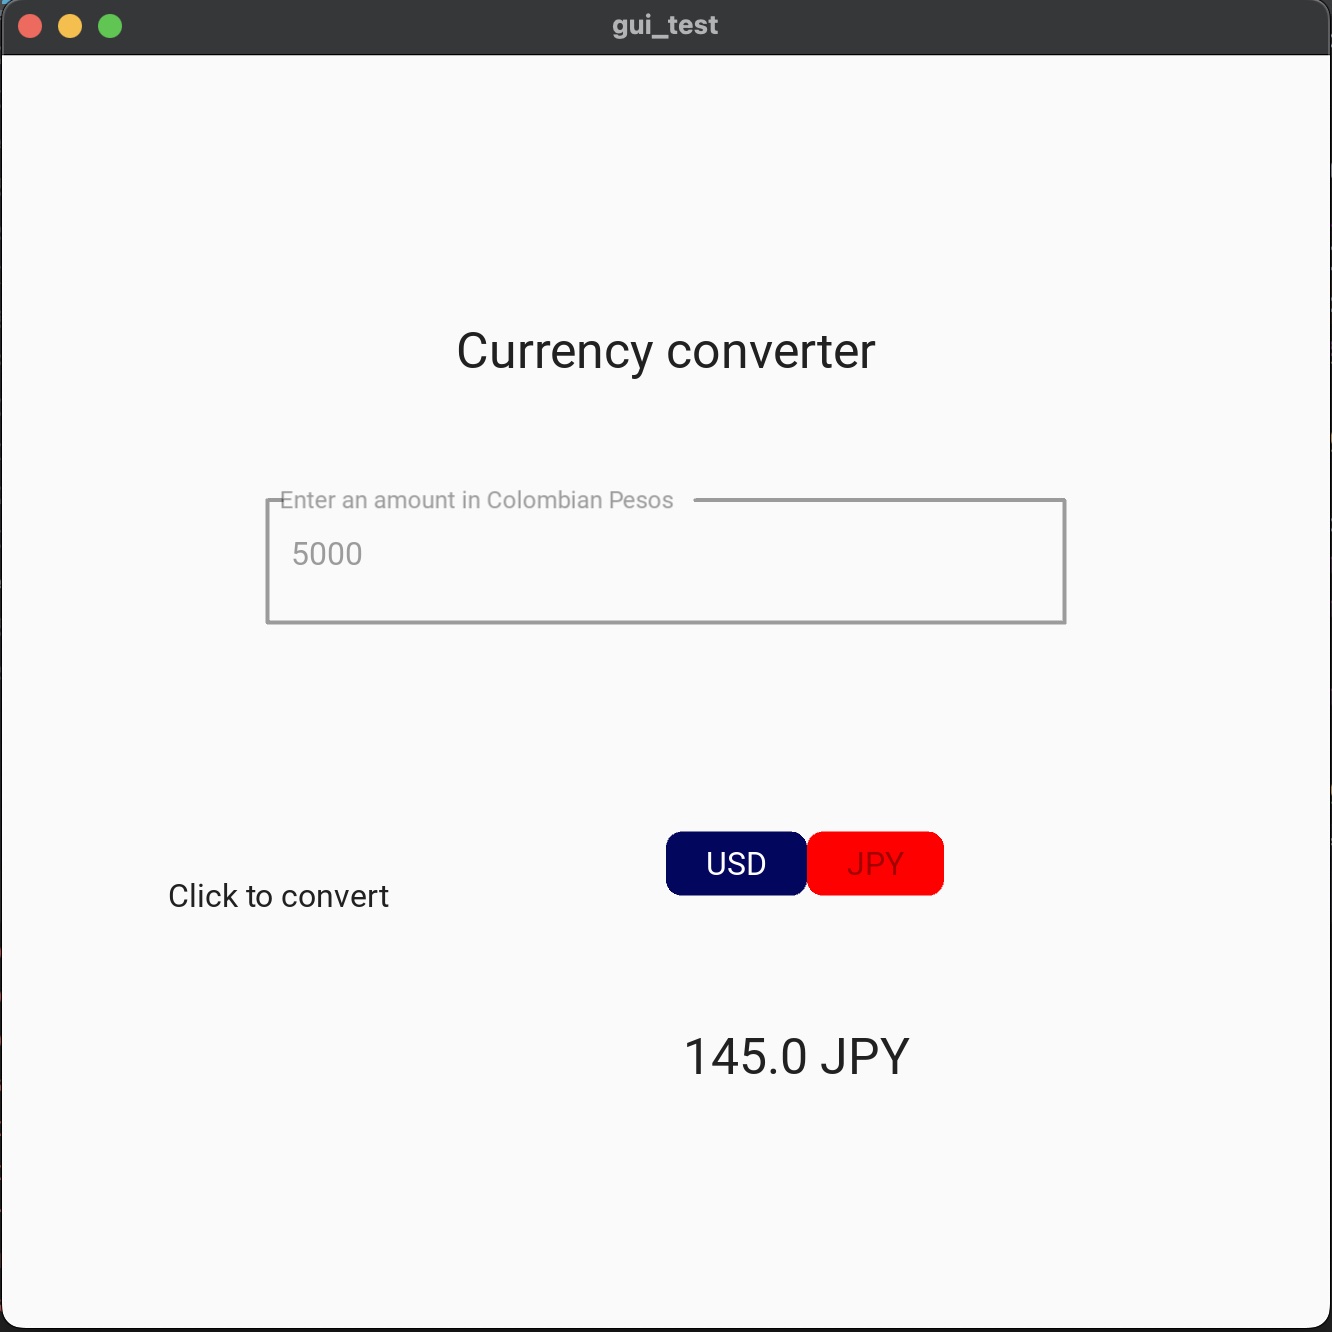 gui_test
Currency converter
Enter an amount in Colombian Pesos
5000
USD JPY
Click to convert
145.0 JPY